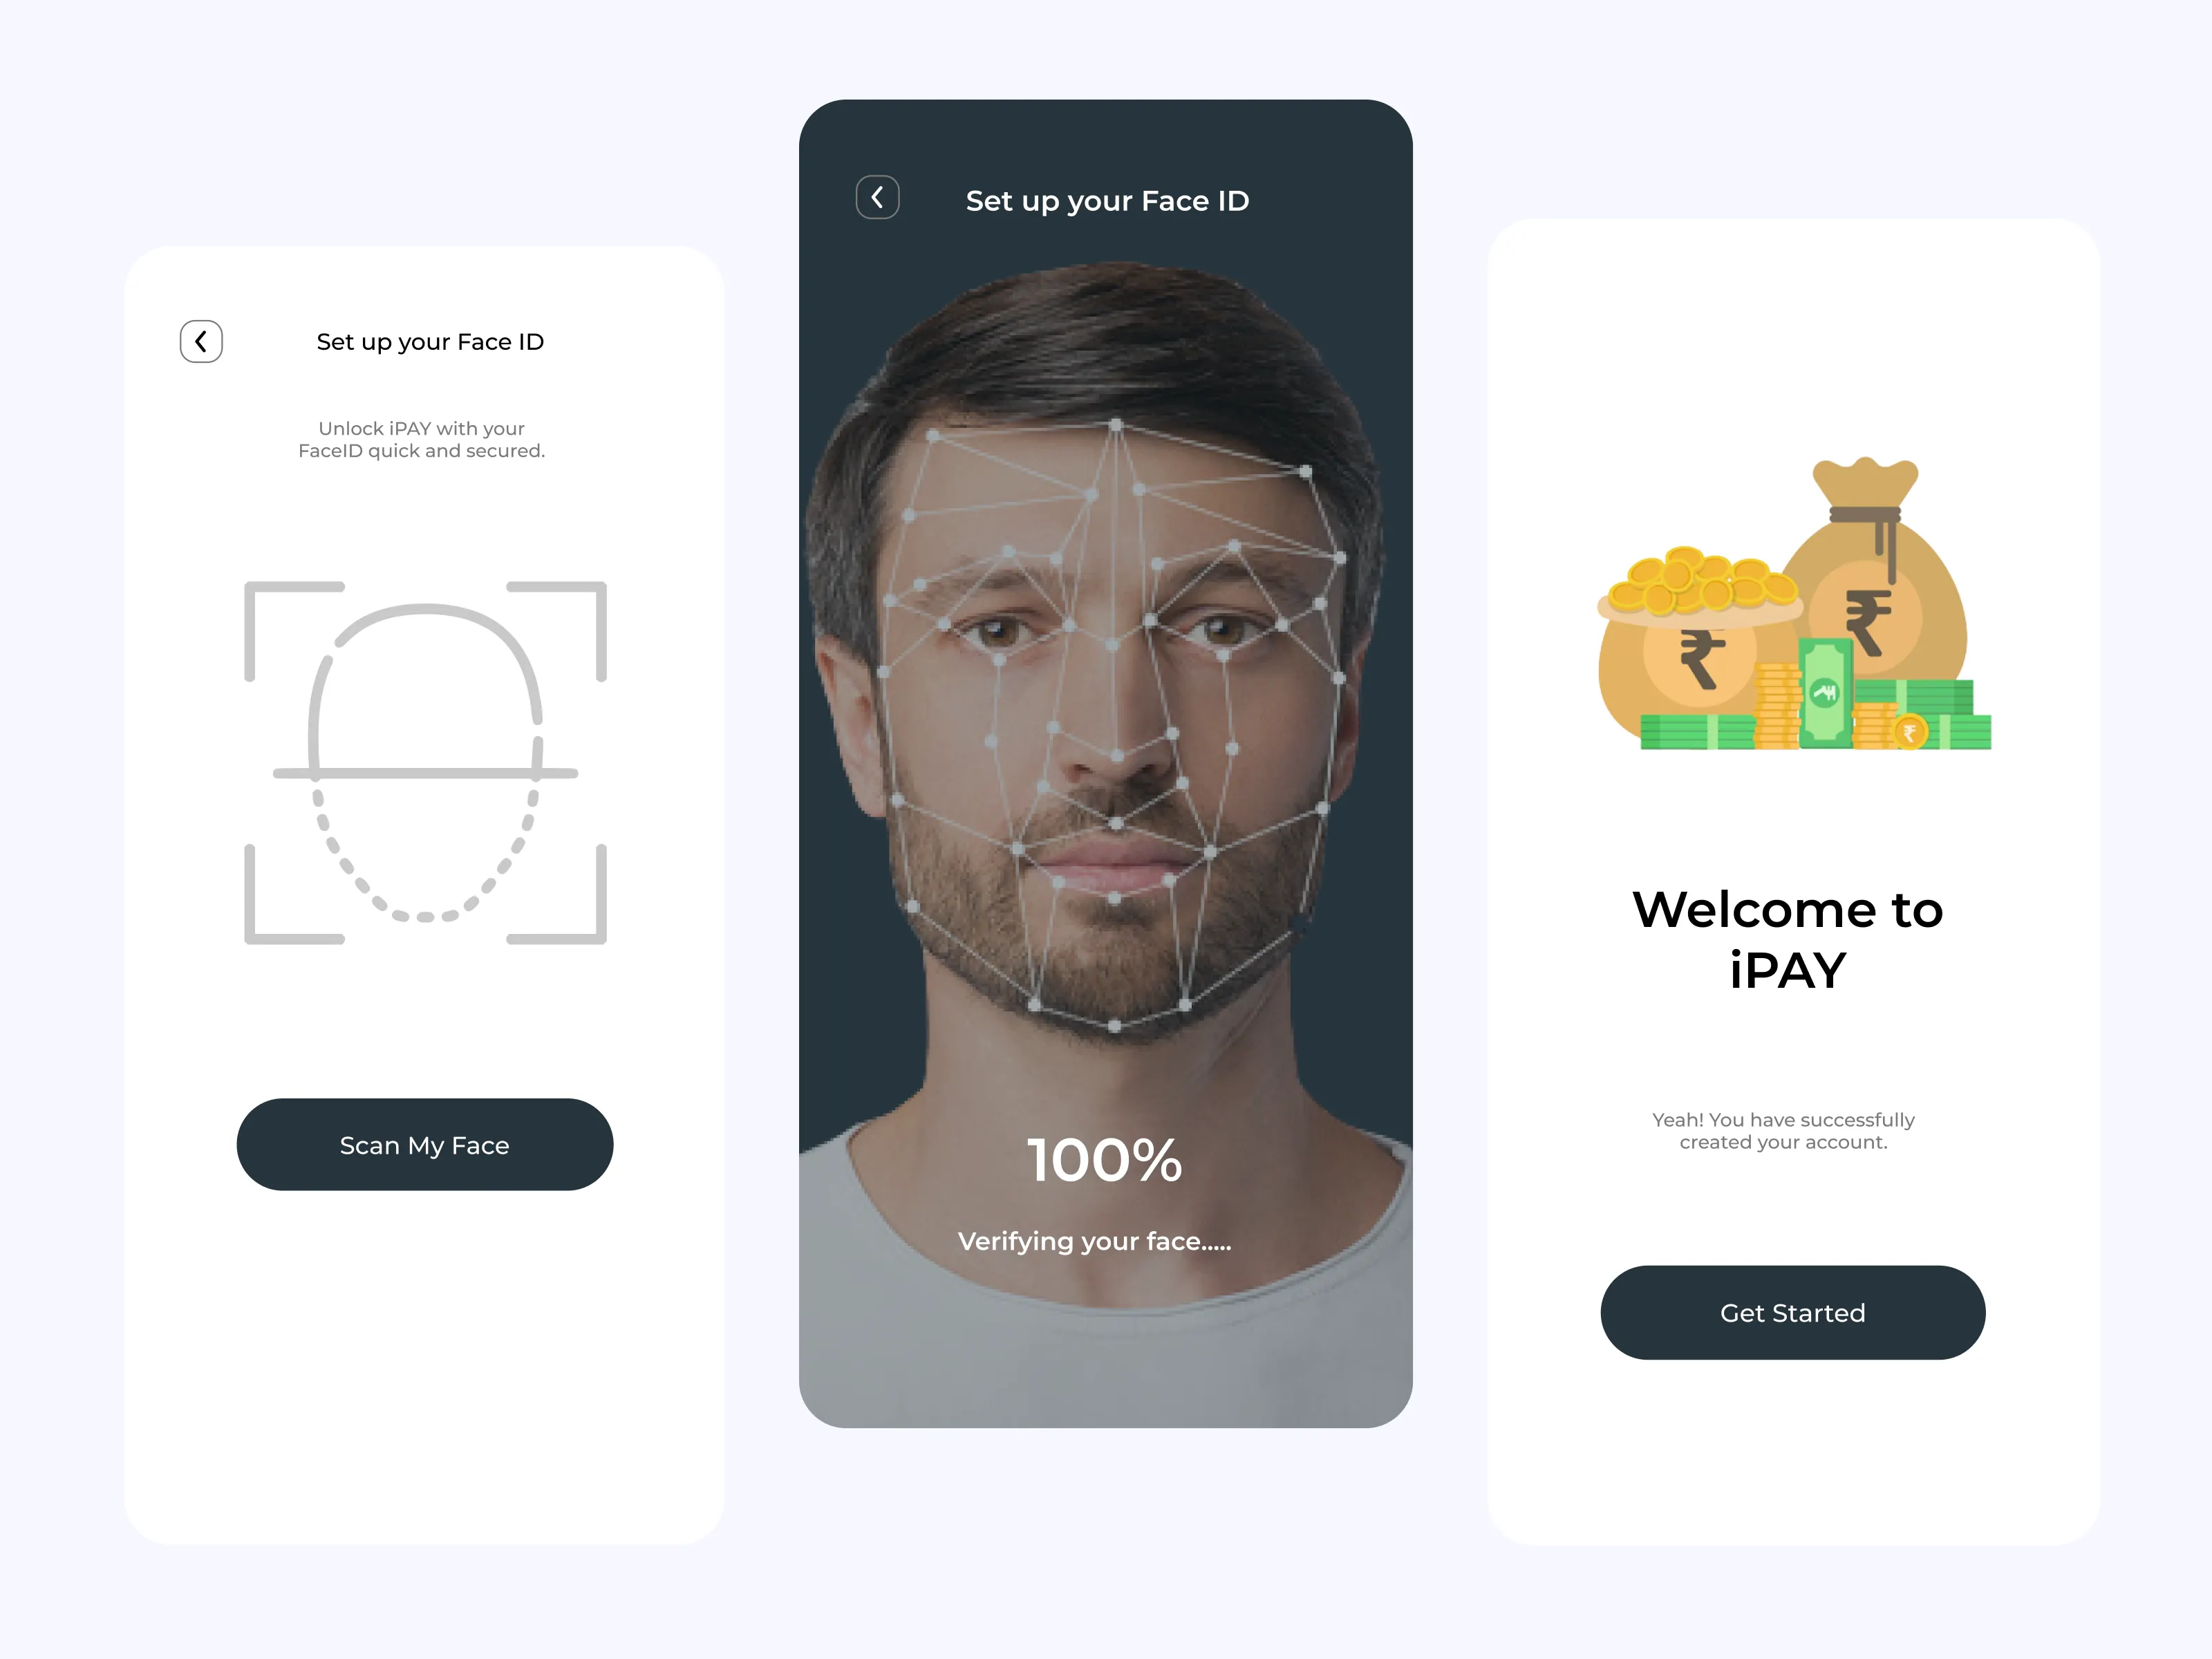 Set up your Face ID
Unlock iPAY with your
FaceID quick and secured.
Scan My Face
Set up your Face ID
100%
Verifying your face.....
₹
₹
₹
Welcome to
iPAY
Yeah! You have successfully
created your account.
Get Started